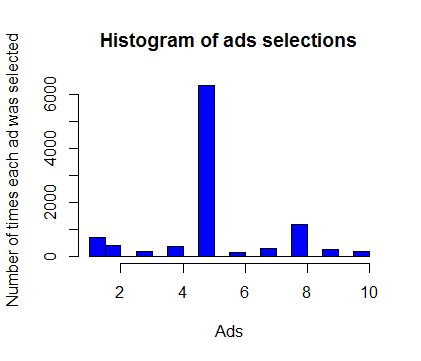 Histogram of ads selections
Number of times each ad was selected
6000
4000
2000
0
2 4 6 8 10
Ads